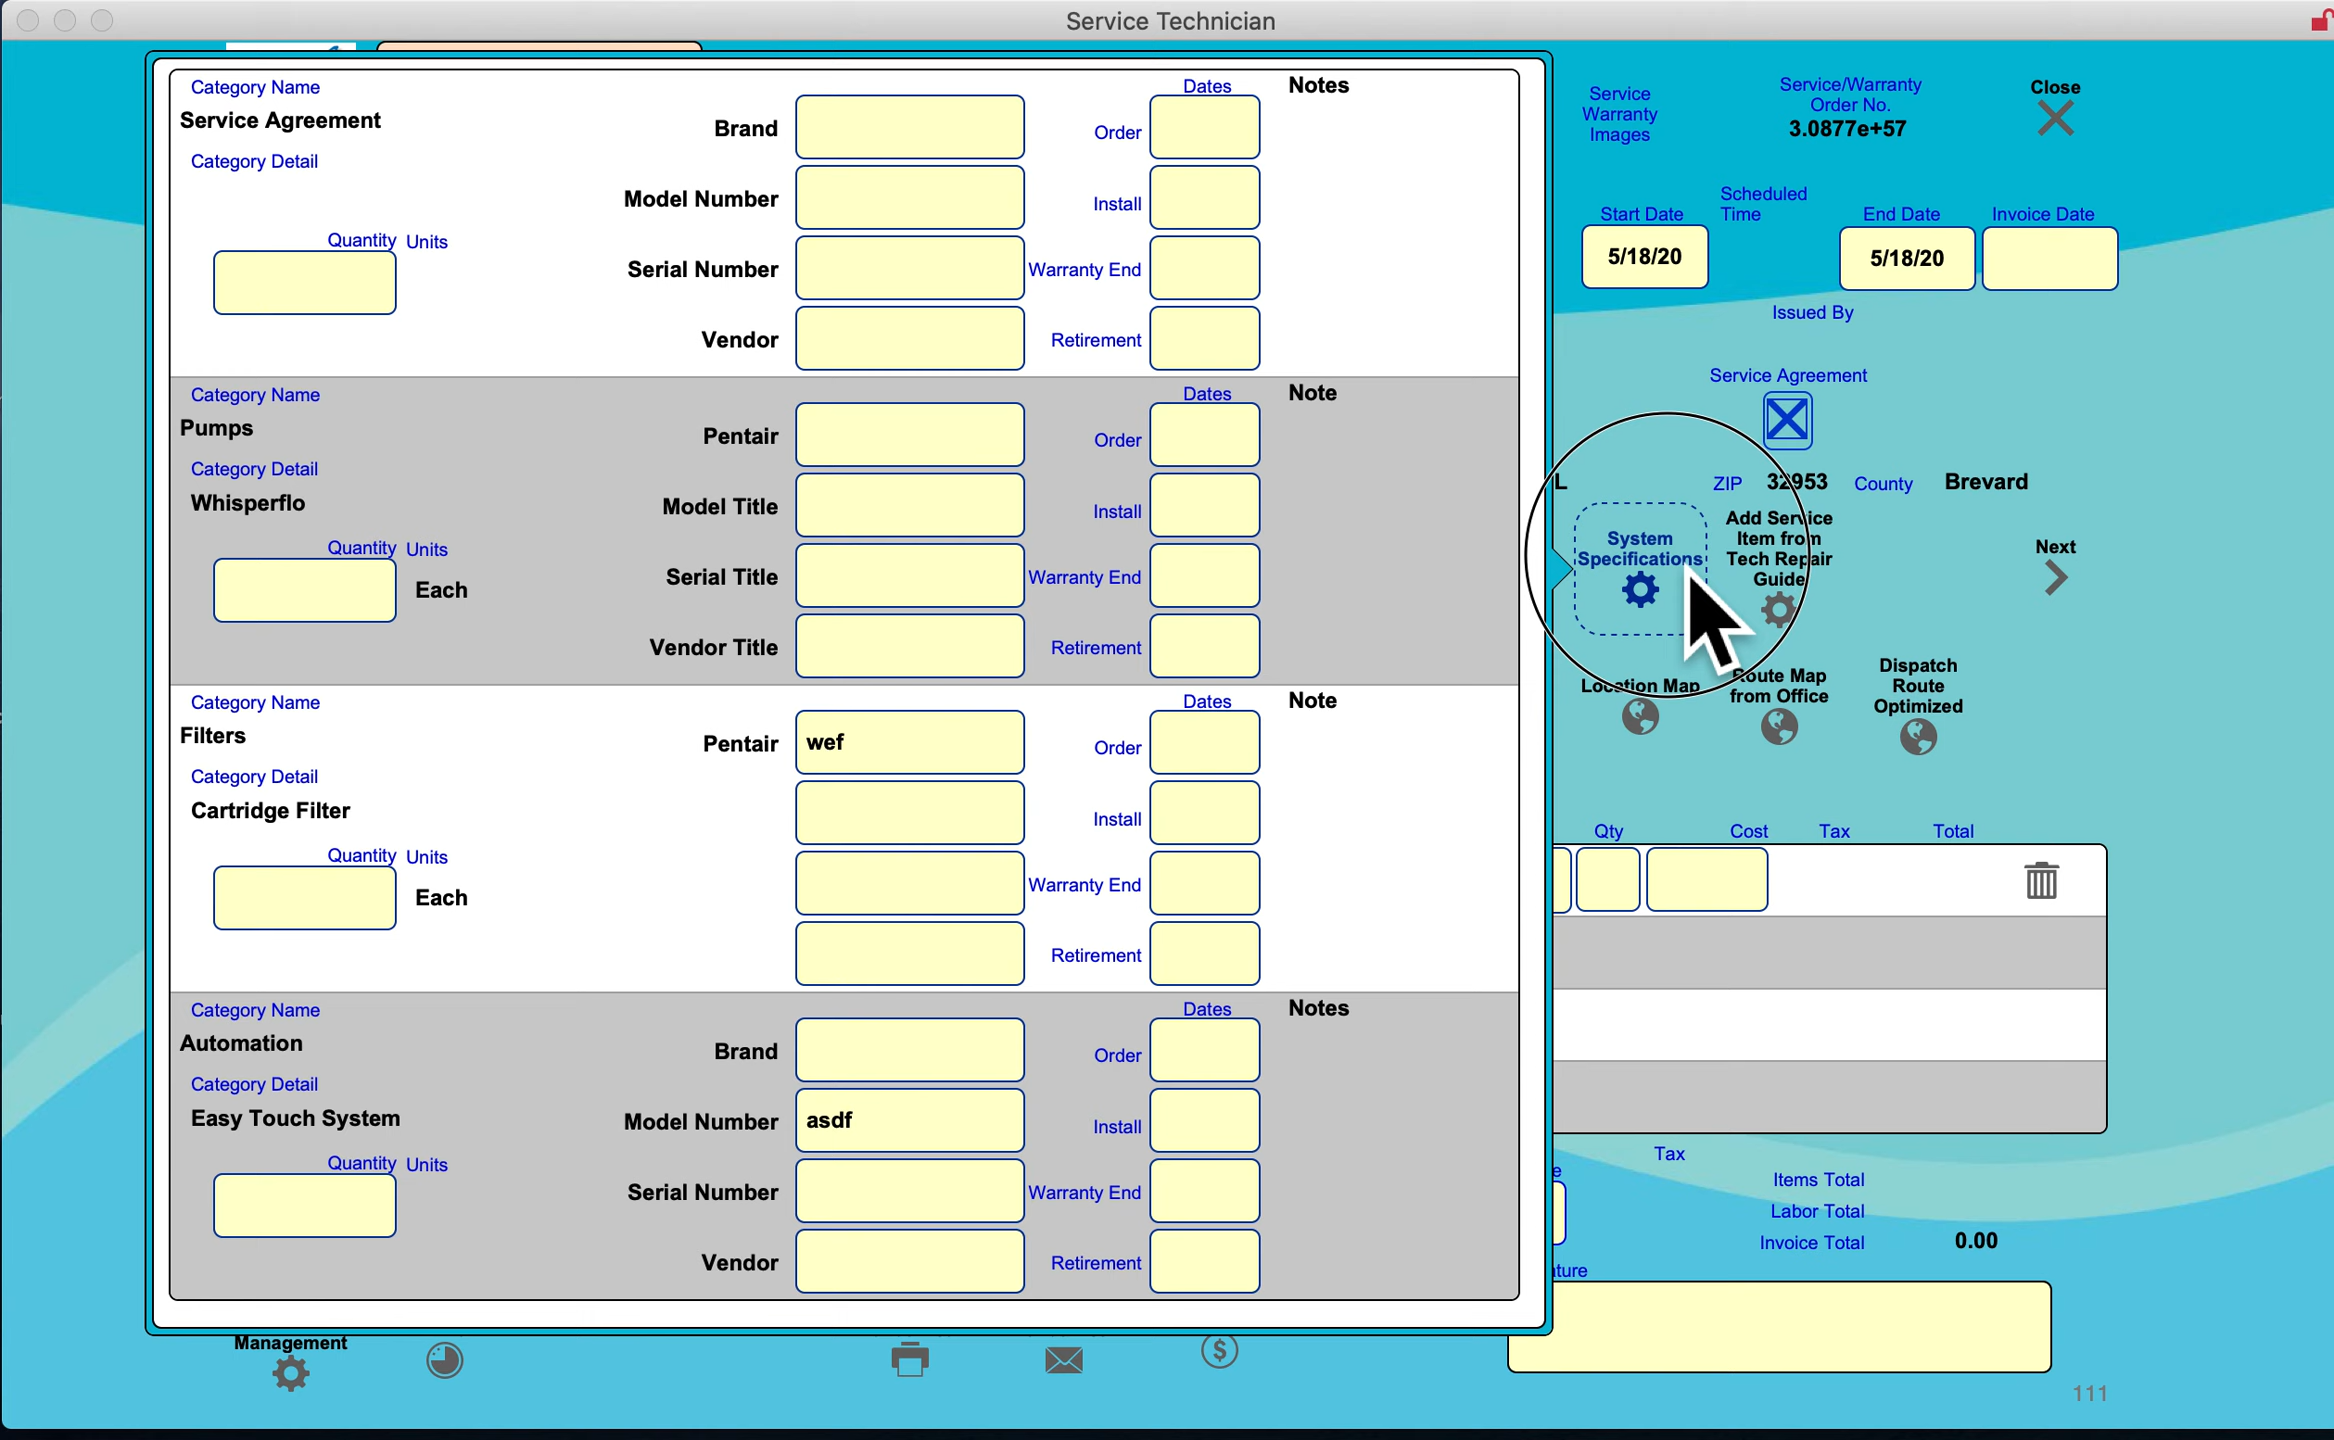 Service Technician
Category Name
Service Agreement
Category Detail
Quantity Units
Brand
Model Number
Serial Number
Vendor
Dates
Order
Install
Warranty End
Retirement
Notes
Category Name
Pumps
Category Detail
Whisperflo
Quantity Units
Each
Pentair
Model Title
Serial Title
Vendor Title
Dates
Order
Install
Warranty End
Retirement
Note
Category Name
Filters
Category Detail
Cartridge Filter
Quantity Units
Each
Pentair wef
Dates
Order
Install
Warranty End
Retirement
Note
Category Name
Automation
Category Detail
Easy Touch System
Quantity Units
Brand
Model Number asdf
Serial Number
Vendor
Dates
Order
Install
Warranty End
Retirement
Notes
Service
Warranty
Images
Service/Warranty
Order No.
3.0877e+57
Close
Start Date
5/18/20
Scheduled
Time
End Date
5/18/20
Invoice Date
Issued By
Service Agreement
L ZIP 32953 County Brevard
System
Specifications
Add Service
Item from
Tech Repair
Guide
Next
Location Map
Route Map
from Office
Dispatch
Route
Optimized
Qty Cost Tax Total
e
Tax
Items Total
Labor Total
Invoice Total 0.00
ture
Management
111